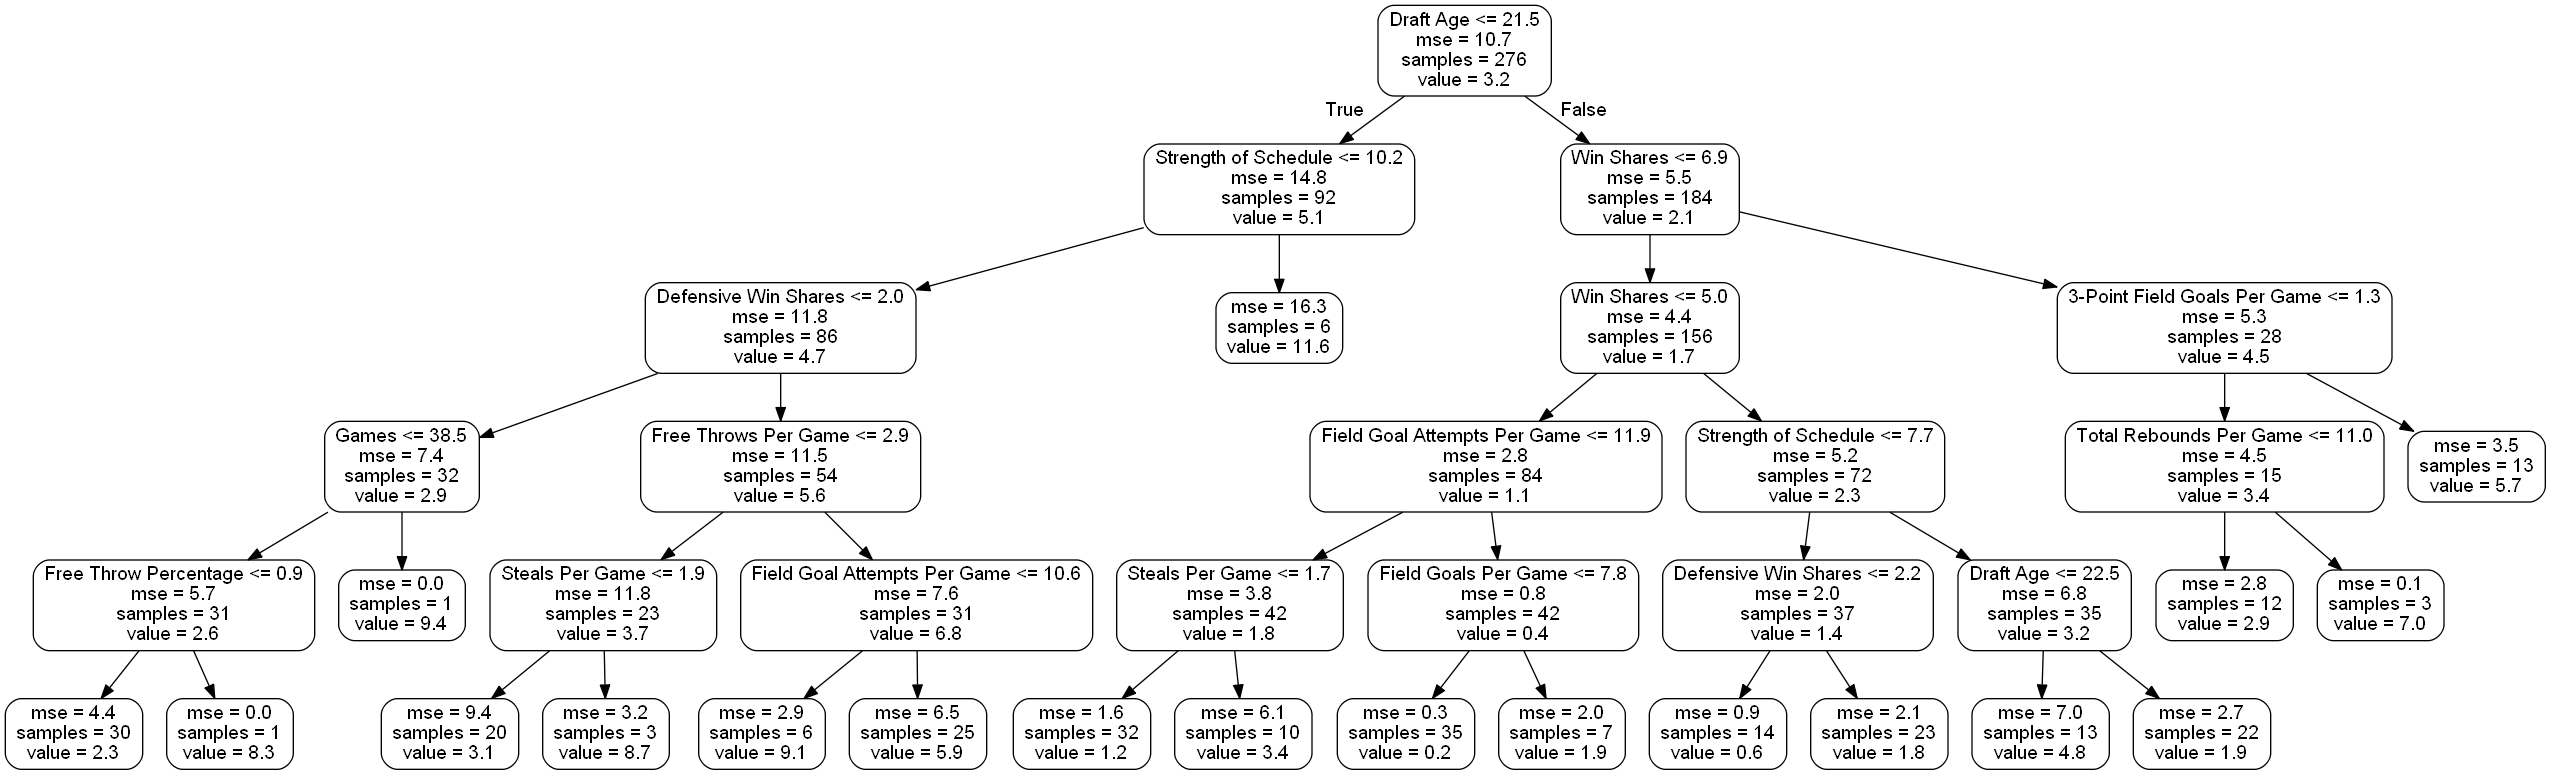 Draft Age <= 21.5
mse = 10.7
samples = 276
value = 3.2
True
False
Strength of Schedule <= 10.2
mse = 14.8
samples = 92
value = 5.1
Win Shares <= 6.9
mse = 5.5
samples = 184
value = 2.1
Defensive Win Shares <= 2.0
mse = 11.8
samples = 86
value = 4.7
mse = 16.3
samples = 6
value = 11.6
Win Shares <= 5.0
mse = 4.4
samples = 156
value = 1.7
3-Point Field Goals Per Game <= 1.3
mse = 5.3
samples = 28
value = 4.5
Games <= 38.5
mse = 7.4
samples = 32
value = 2.9
Free Throws Per Game <= 2.9
mse = 11.5
samples = 54
value = 5.6
Field Goal Attempts Per Game <= 11.9
mse = 2.8
samples = 84
value = 1.1
Strength of Schedule <= 7.7
mse = 5.2
samples = 72
value = 2.3
Total Rebounds Per Game <= 11.0
mse = 4.5
samples = 15
value = 3.4
mse = 3.5
samples = 13
value = 5.7
Free Throw Percentage <= 0.9
mse = 5.7
samples = 31
value = 2.6
mse = 0.0
samples = 1
value = 9.4
Steals Per Game <= 1.9
mse = 11.8
samples = 23
value = 3.7
Field Goal Attempts Per Game <= 10.6
mse = 7.6
samples = 31
value = 6.8
Steals Per Game <= 1.7
mse = 3.8
samples = 42
value = 1.8
Field Goals Per Game <= 7.8
mse = 0.8
samples = 42
value = 0.4
Defensive Win Shares <= 2.2
mse = 2.0
samples = 37
value = 1.4
Draft Age <= 22.5
mse = 6.8
samples = 35
value = 3.2
mse = 2.8
samples = 12
value = 2.9
mse = 0.1
samples = 3
value = 7.0
mse = 4.4
samples = 30
value = 2.3
mse = 0.0
samples = 1
value = 8.3
mse = 9.4
samples = 20
value = 3.1
mse = 3.2
samples = 3
value = 8.7
mse = 2.9
samples = 6
value = 9.1
mse = 6.5
samples = 25
value = 5.9
mse = 1.6
samples = 32
value = 1.2
mse = 6.1
samples = 10
value = 3.4
mse = 0.3
samples = 35
value = 0.2
mse = 2.0
samples = 7
value = 1.9
mse = 0.9
samples = 14
value = 0.6
mse = 2.1
samples = 23
value = 1.8
mse = 7.0
samples = 13
value = 4.8
mse = 2.7
samples = 22
value = 1.9